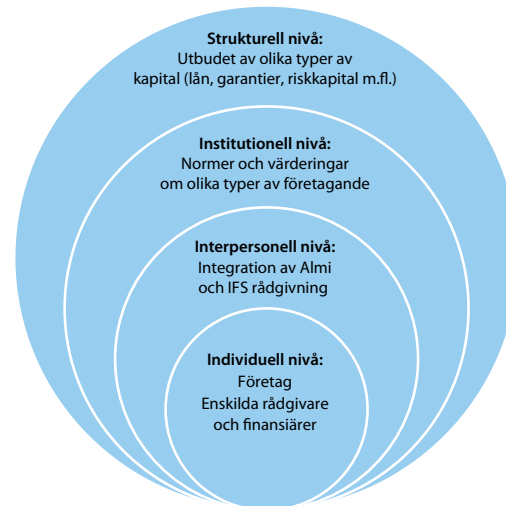 Strukturell nivå:
Utbudet av olika typer av
kapital (lån, garantier, riskkapital m.fl.)
Institutionell nivå:
Normer och värderingar
om olika typer av företagande
Interpersonell nivå:
Integration av Almi
och IFS rådgivning
Individuell nivå:
Företag
Enskilda rådgivare
och finansiärer